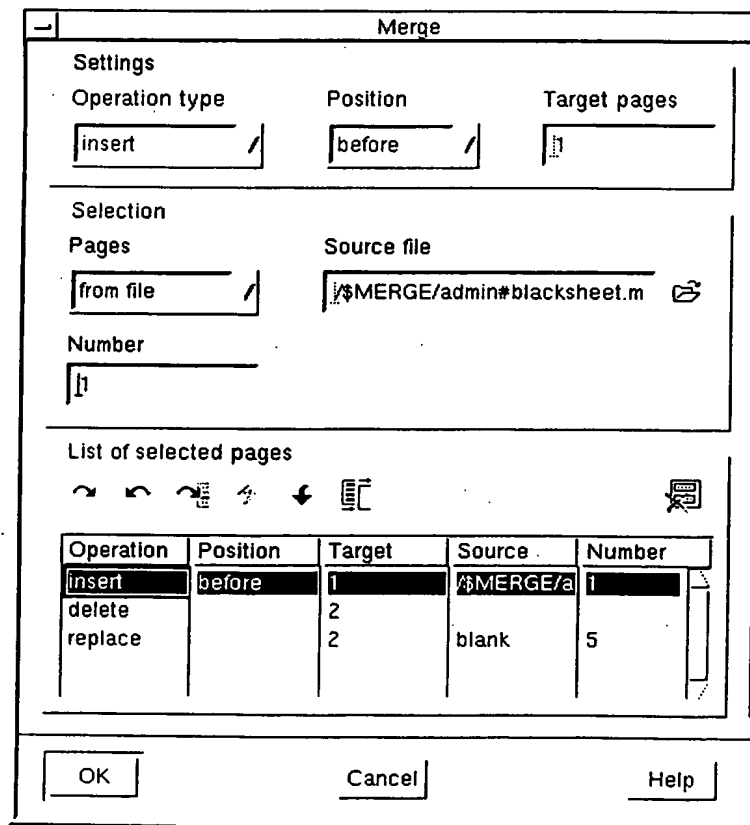 Merge
Settings
Operation type Position Target pages
insert before 1
Selection
Pages Source file
from file /$MERGE/admin#blacksheet.m
Number
1
List of selected pages
Operation Position Target Source Number
insert before 1 /$MERGE/a 1
delete 2
replace 2 blank 5
OK Cancel Help